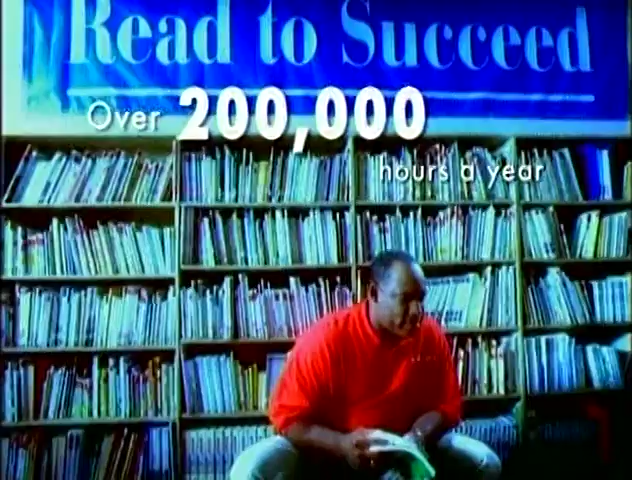 Read to Succeed
Over 200,000
hours a year